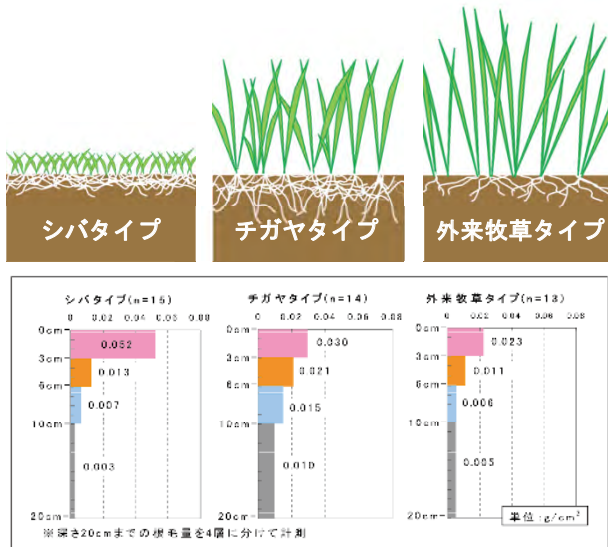 シバタイプ
チガヤタイプ
外来牧草タイプ
シバタイプ(n=15)
0 0.02 0.04 0.06 0.08
0cm
3cm
6cm
10cm
20cm
0.052
0.013
0.007
0.003
チガヤタイプ(n=14)
0 0.02 0.04 0.06 0.08
0cm
3cm
6cm
10cm
20cm
0.030
0.021
0.015
0.010
外来牧草タイプ(n=13)
0 0.02 0.04 0.06 0.08
0cm
3cm
6cm
10cm
20cm
0.023
0.011
0.006
0.005
単位:g/cm²
※深さ20cmまでの根毛量を4層に分けて計測